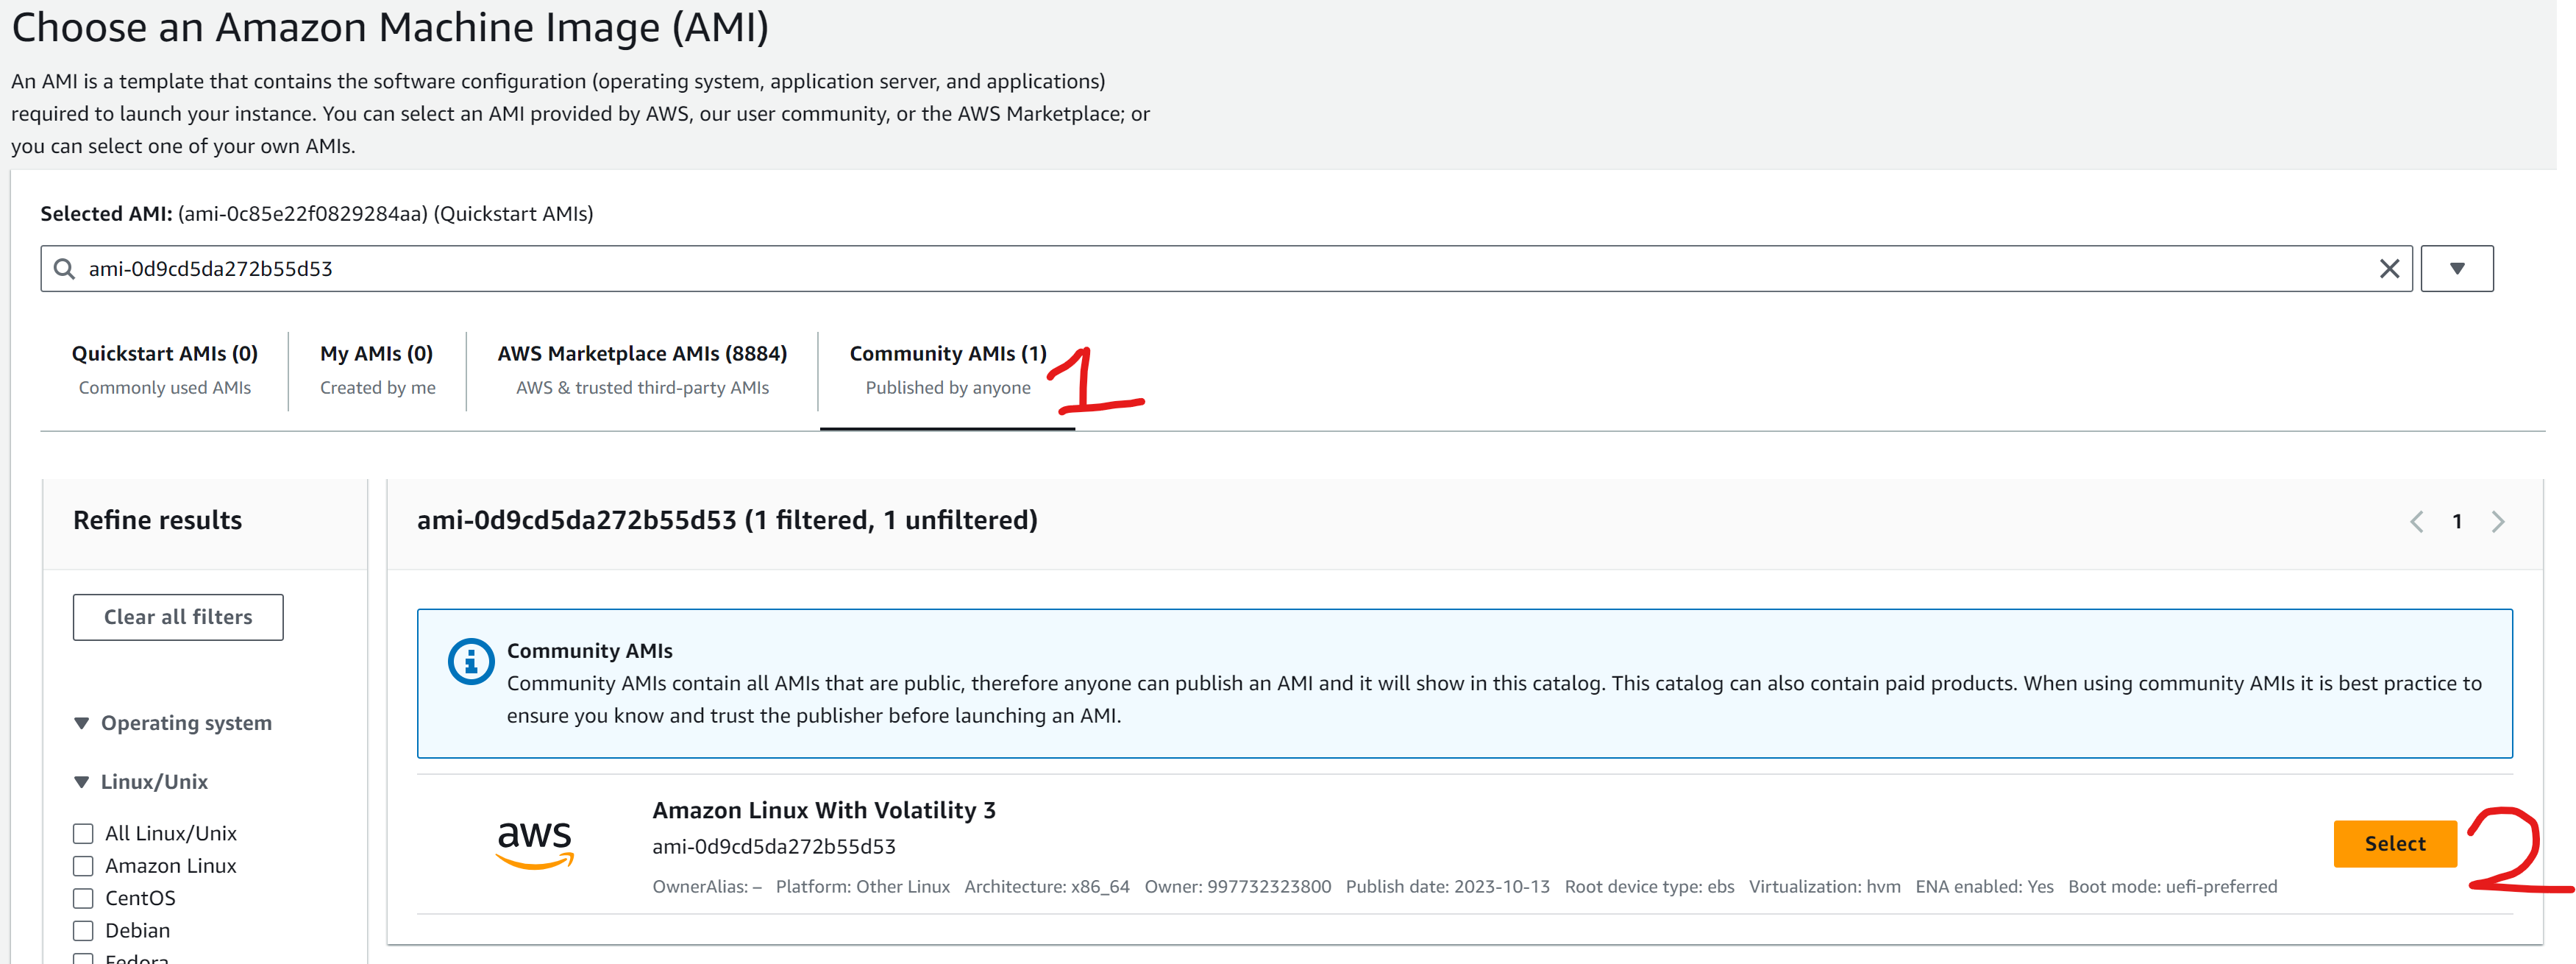 Choose an Amazon Machine Image (AMI)
An AMI is a template that contains the software configuration (operating system, application server, and applications)
required to launch your instance. You can select an AMI provided by AWS, our user community, or the AWS Marketplace; or
you can select one of your own AMIs.
Selected AMI: (ami-0c85e22f0829284aa) (Quickstart AMIs)
ami-0d9cd5da272b55d53
Quickstart AMIs (0)
Commonly used AMIs
My AMIs (0)
Created by me
AWS Marketplace AMIs (8884)
AWS & trusted third-party AMIs
Community AMIs (1)
Published by anyone
1
Refine results
Clear all filters
Operating system
Linux/Unix
All Linux/Unix
Amazon Linux
CentOS
Debian
Fedora
ami-0d9cd5da272b55d53 (1 filtered, 1 unfiltered)
1
Community AMIs
Community AMIs contain all AMIs that are public, therefore anyone can publish an AMI and it will show in this catalog. This catalog can also contain paid products. When using community AMIs it is best practice to
ensure you know and trust the publisher before launching an AMI.
aws
Amazon Linux With Volatility 3
ami-0d9cd5da272b55d53
OwnerAlias: – Platform: Other Linux Architecture: x86_64 Owner: 997732323800 Publish date: 2023-10-13 Root device type: ebs Virtualization: hvm ENA enabled: Yes Boot mode: uefi-preferred
Select
2